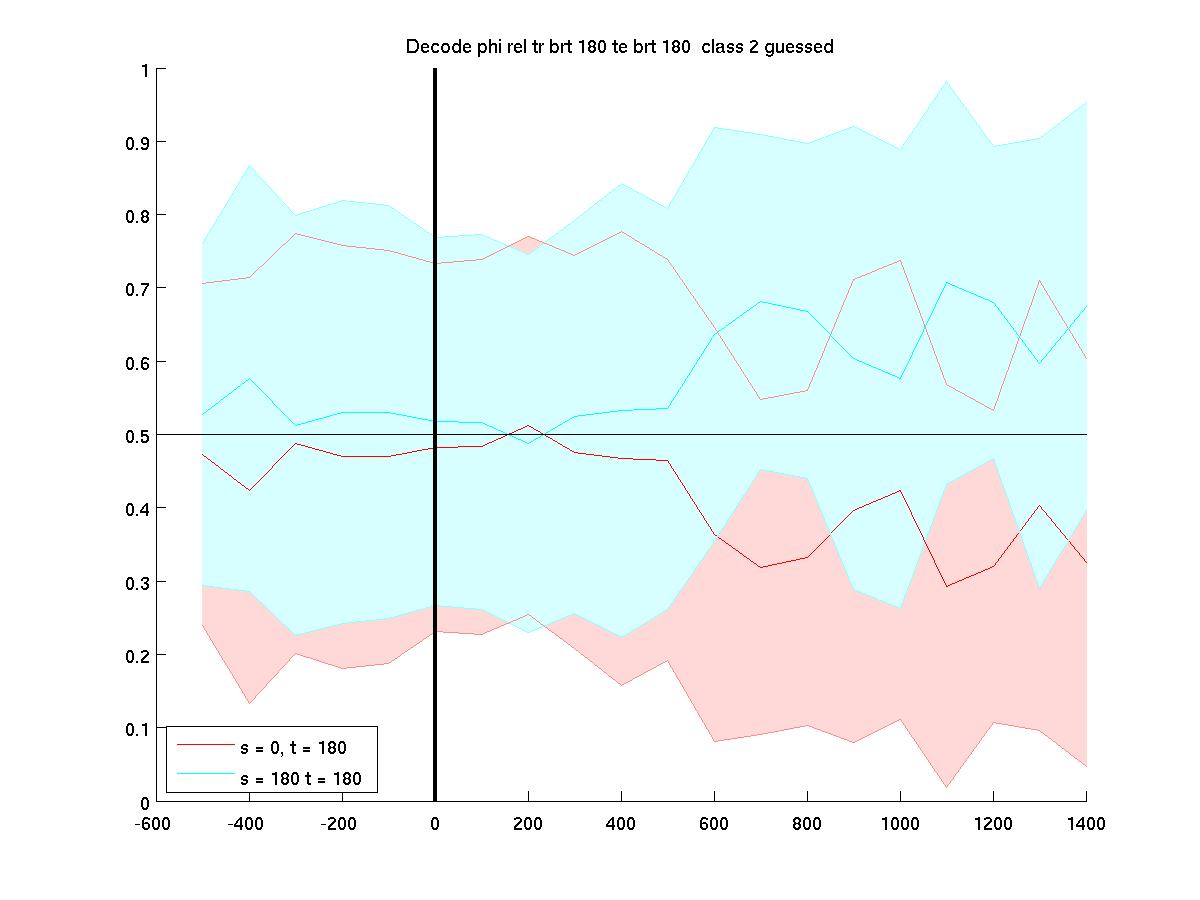 Decode phi rel tr brt 180 te brt 180  class 2 guessed
1
0.9
0.8
0.7
0.6
0.5
0.4
0.3
0.2
0.1
0
s = 0, t = 180
s = 180 t = 180
-600 -400 -200 0 200 400 600 800 1000 1200 1400